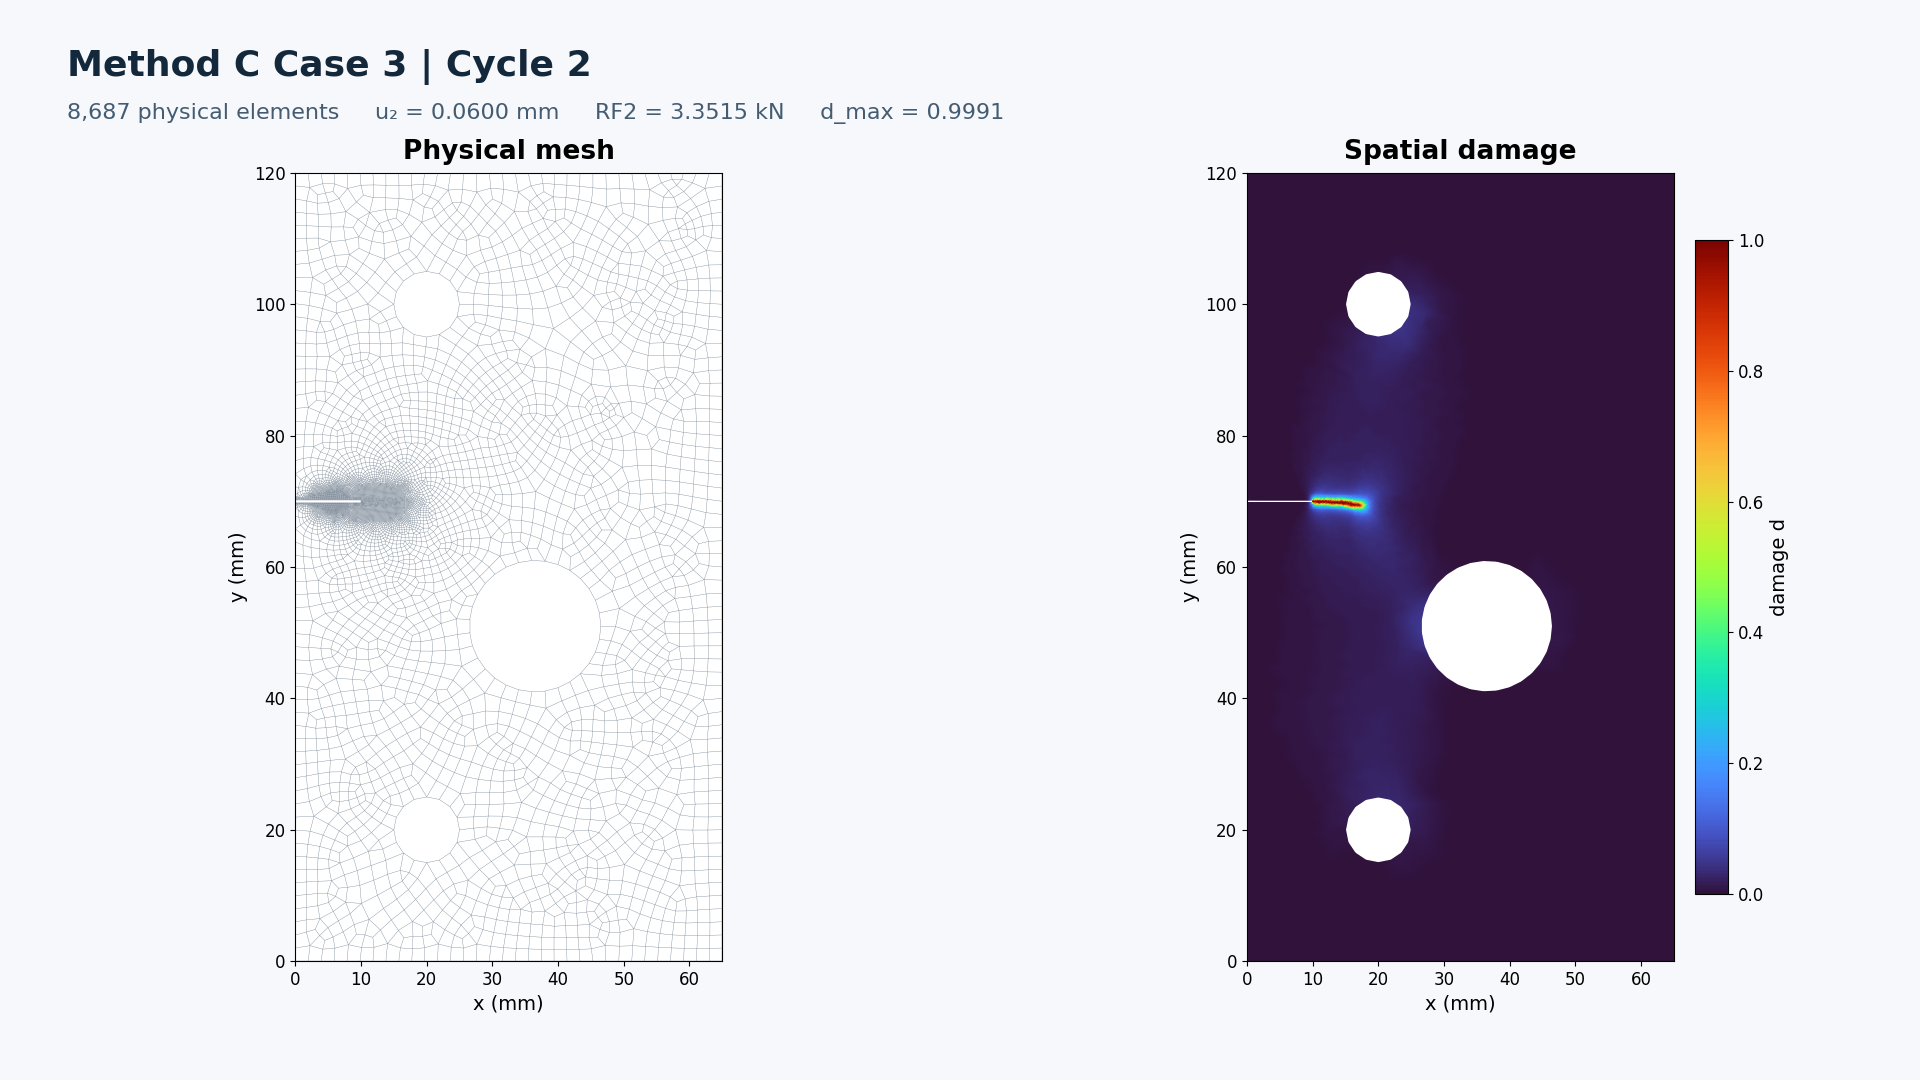 Method C Case 3 | Cycle 2
8,687 physical elements u₂ = 0.0600 mm RF2 = 3.3515 kN d_max = 0.9991
Physical mesh
120
100
80
60
40
20
0
0 10 20 30 40 50 60
x (mm)
y (mm)
Spatial damage
120
100
80
60
40
20
0
0 10 20 30 40 50 60
x (mm)
y (mm)
1.0
0.8
0.6
0.4
0.2
0.0
damage d